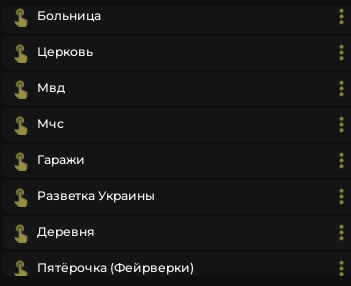 Больница
Церковь
Мвд
Мчс
Гаражи
Разветка Украины
Деревня
Пятёрочка (Фейрверки)